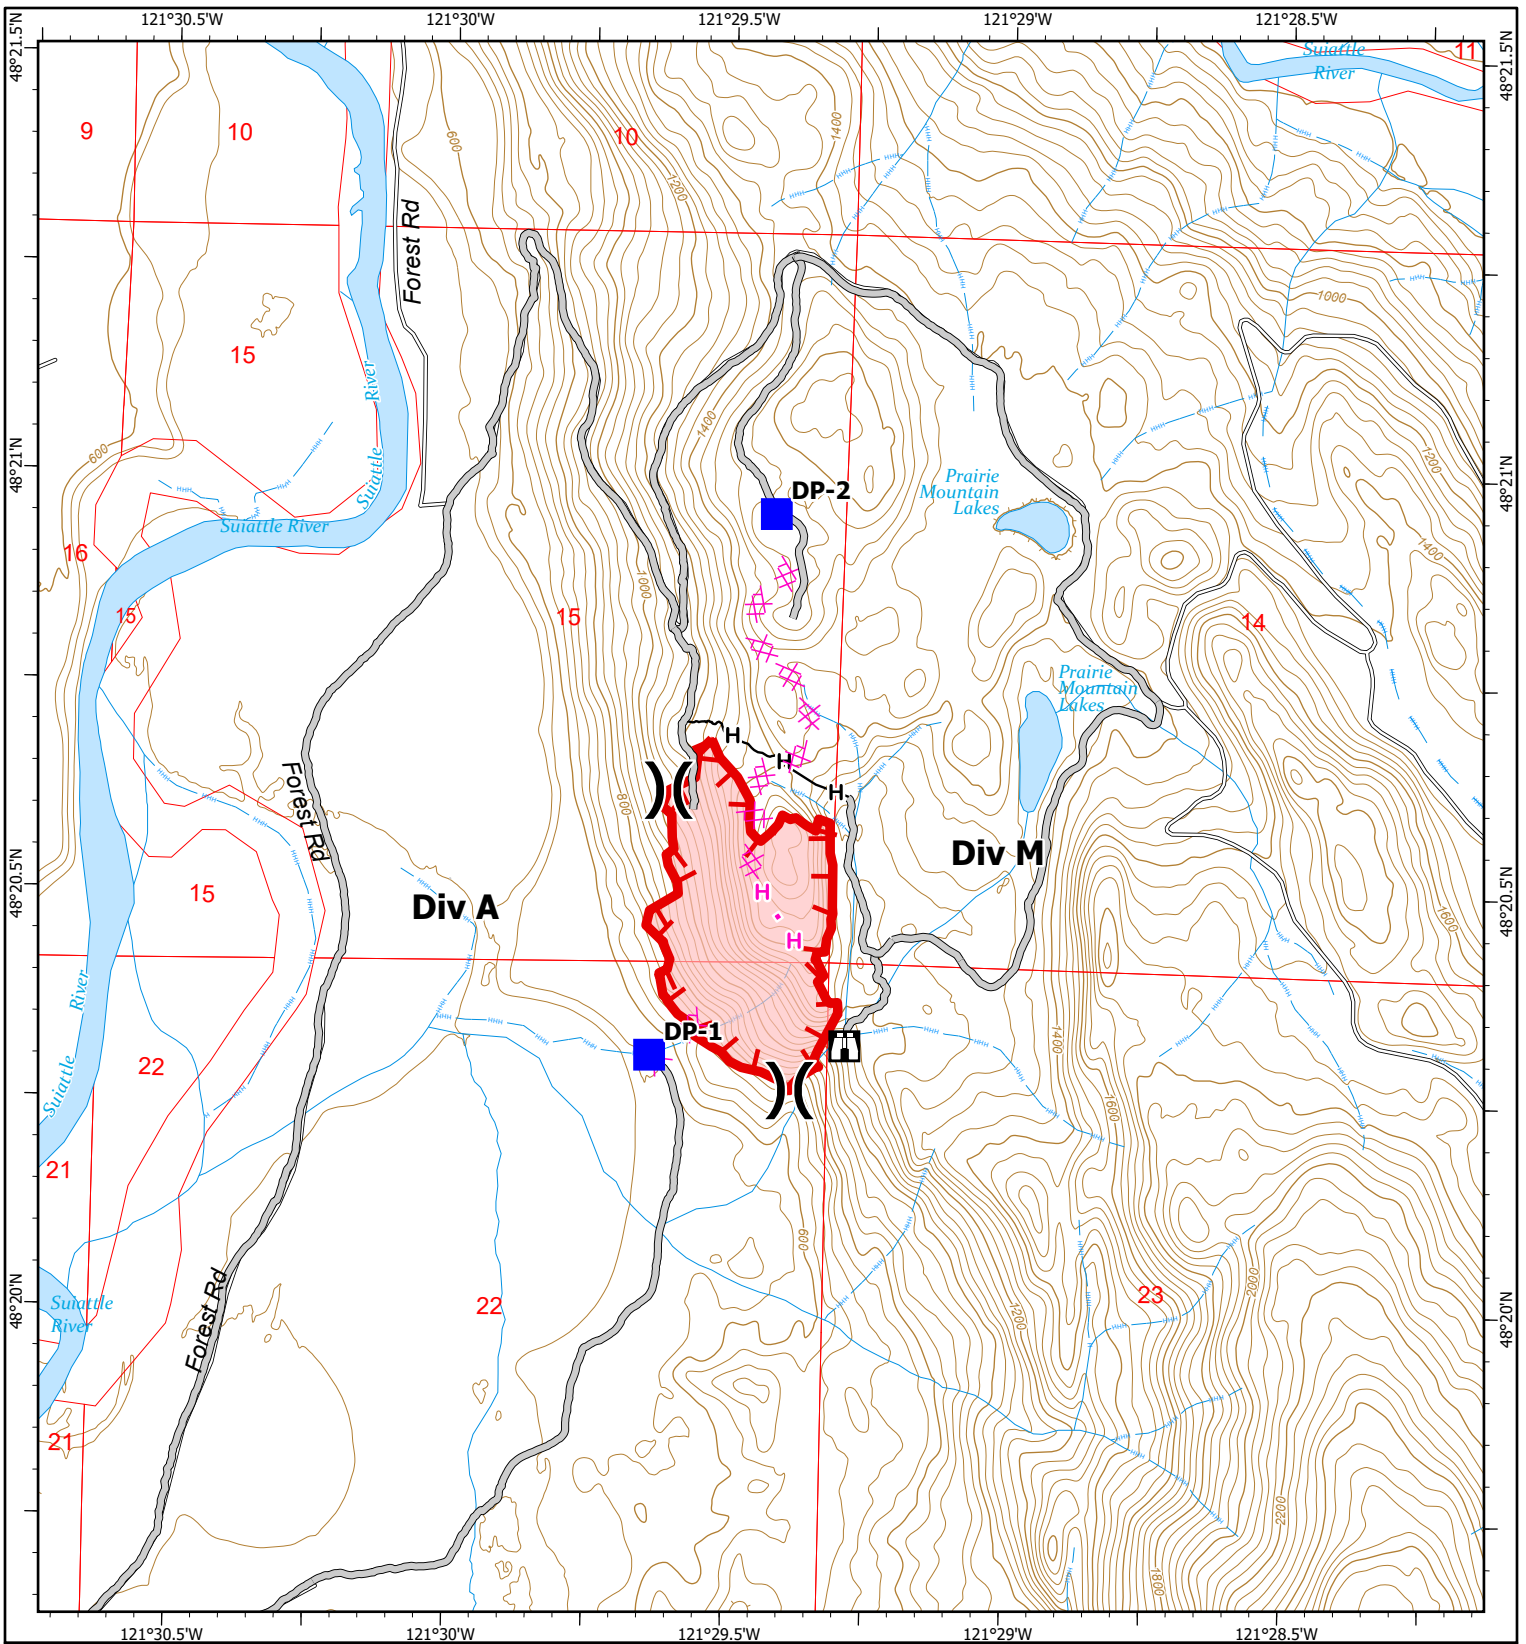 121°30.5'W
121°30'W
121°29.5'W
121°29'W
121°28.5'W
48°21.5'N
48°21.5'N
Suiattle
River
11
9
10
10
600
1400
1200
Forest Rd
1000
15
River
1400
600
Suiattle
48°21'N
48°21'N
1200
Prairie
Mountain
Lakes
DP-2
Suiattle River
16
1400
1000
15
15
14
Prairie
Mountain
Lakes
H
H
H
Forest Rd
800
)(
Div M
15
H
Div A
48°20.5'N
48°20.5'N
1600
H
River
DP-1
1400
22
Suiattle
)(
1600
21
600
Suiattle
River
Forest Rd
22
23
2000
1200
48°20'N
48°20'N
21
2200
1800
121°30.5'W
121°30'W
121°29.5'W
121°29'W
121°28.5'W